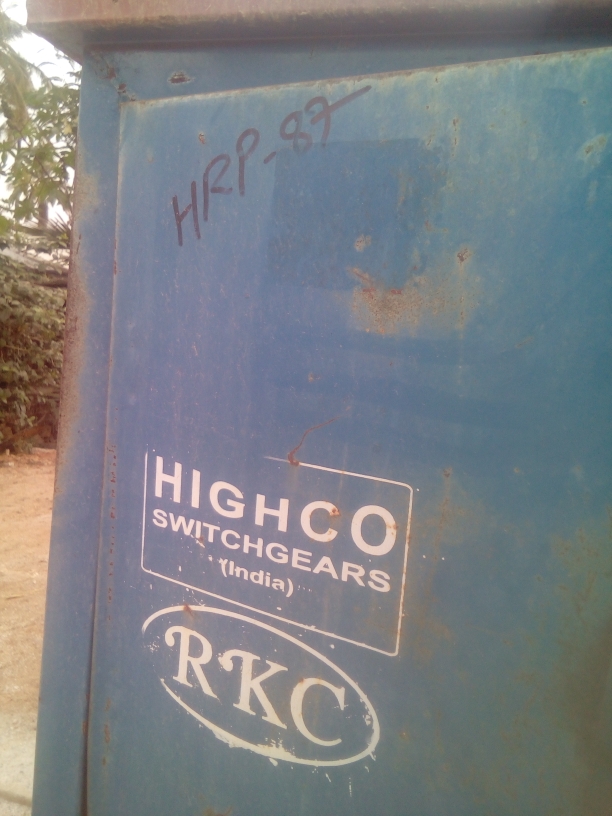 HRP-87
HIGHCO
SWITCHGEARS
(India)
RKC